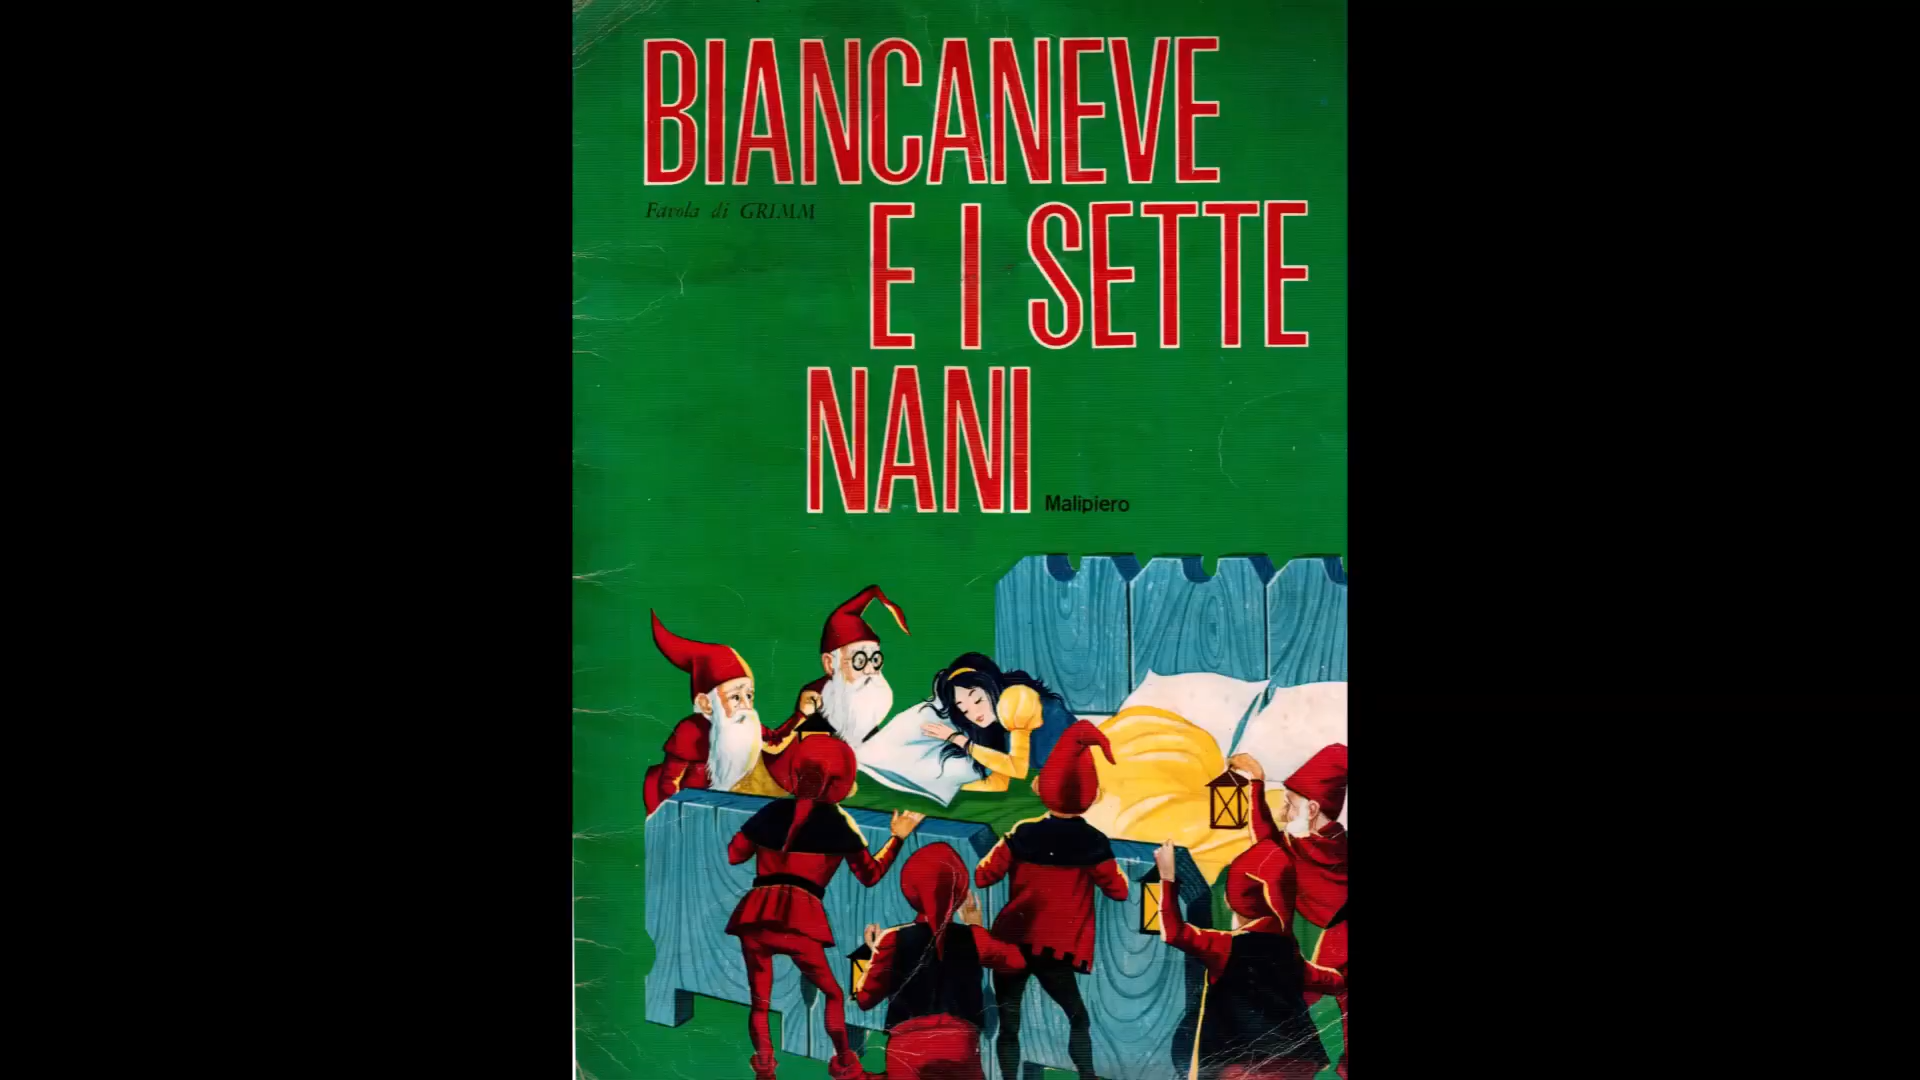 BIANCANEVE
Favola di GRIMM
E I SETTE
NANI
Malipiero